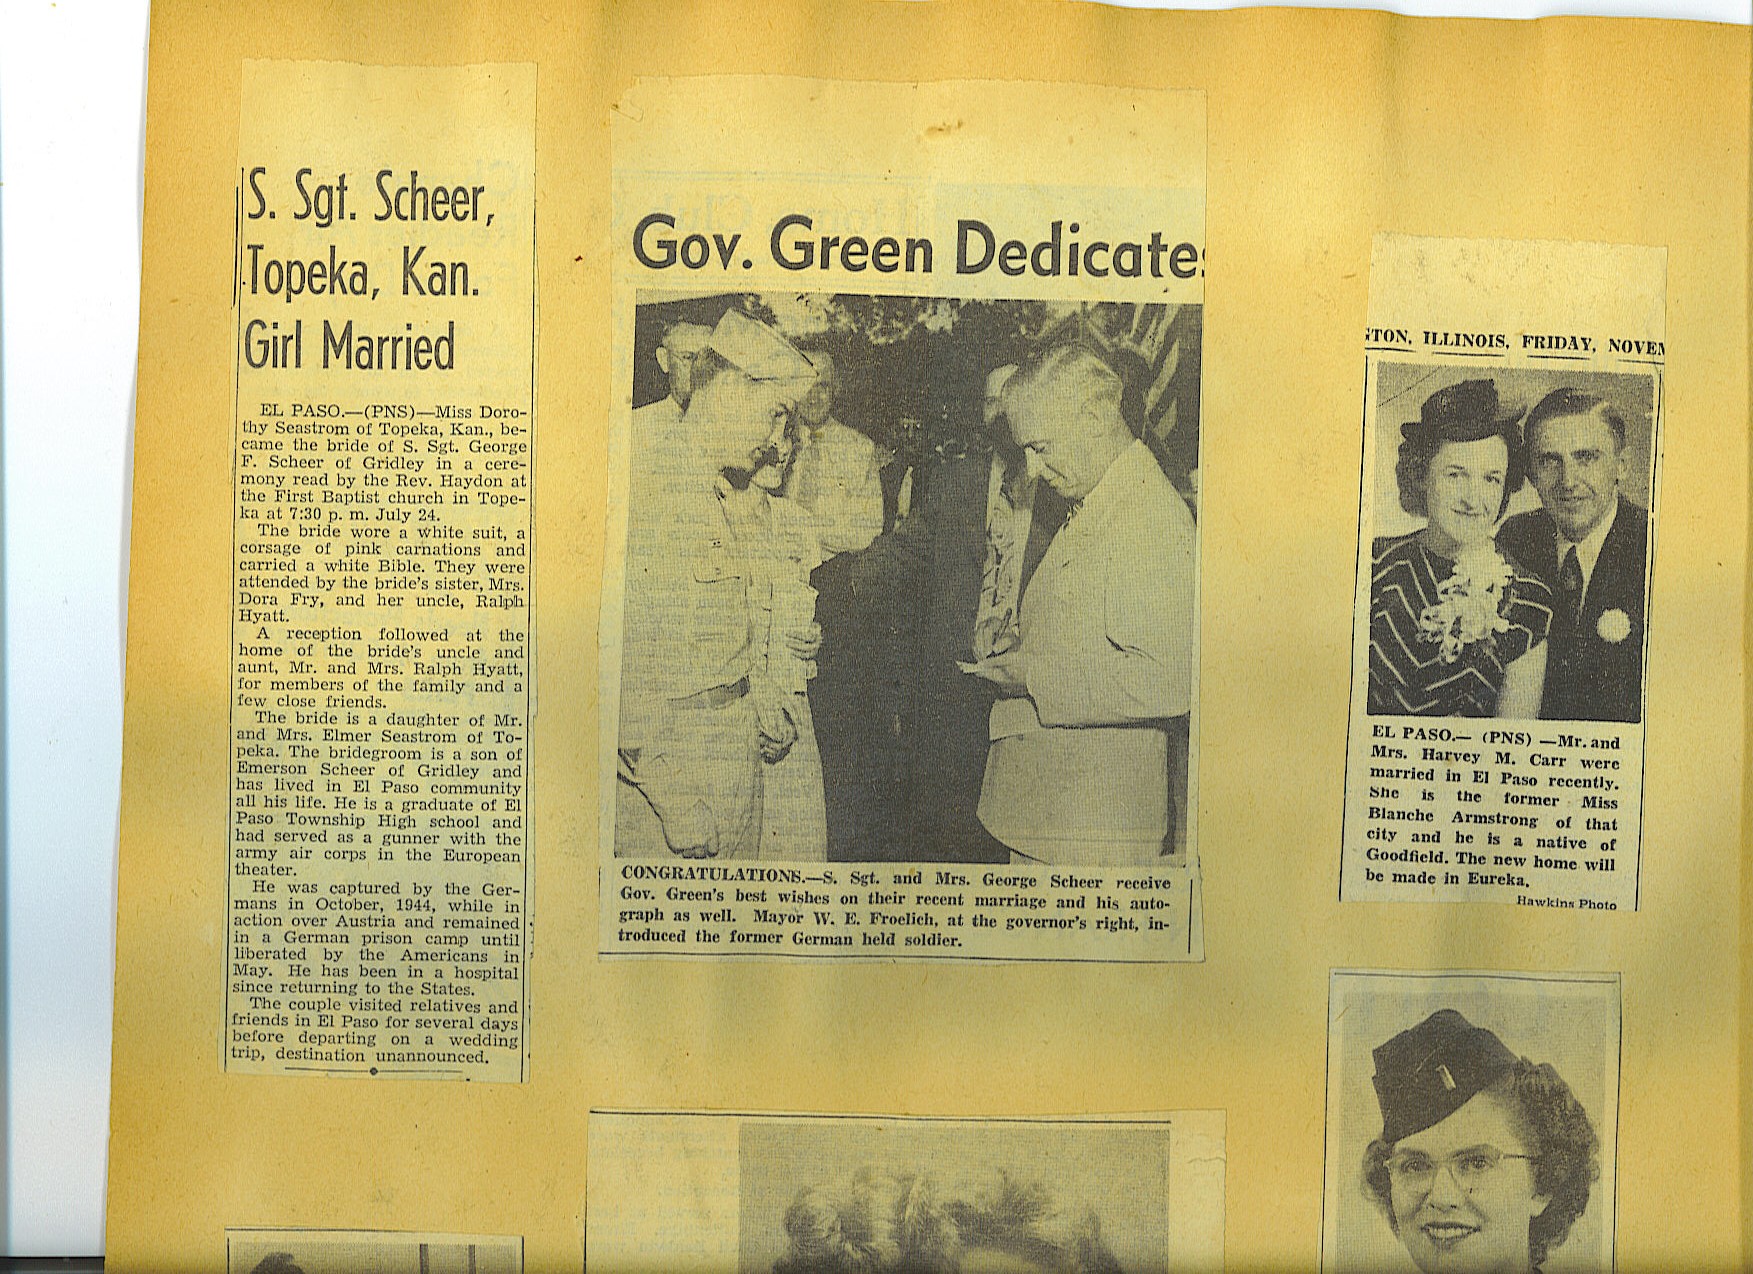 S. Sgt. Scheer,
Topeka, Kan.
Girl Married
EL PASO.—(PNS)—Miss Doro-
thy Seastrom of Topeka, Kan., be-
came the bride of S. Sgt. George
F. Scheer of Gridley in a cere-
mony read by the Rev. Haydon at
the First Baptist church in Tope-
ka at 7:30 p. m. July 24.
The bride wore a white suit, a
corsage of pink carnations and
carried a white Bible. They were
attended by the bride's sister, Mrs.
Dora Fry, and her uncle, Ralph
Hyatt.
A reception followed at the
home of the bride's uncle and
aunt, Mr. and Mrs. Ralph Hyatt,
for members of the family and a
few close friends.
The bride is a daughter of Mr.
and Mrs. Elmer Seastrom of To-
peka. The bridegroom is a son of
Emerson Scheer of Gridley and
has lived in El Paso community
all his life. He is a graduate of El
Paso Township High school and
had served as a gunner with the
army air corps in the European
theater.
He was captured by the Ger-
mans in October, 1944, while in
action over Austria and remained
in a German prison camp until
liberated by the Americans in
May. He has been in a hospital
since returning to the States.
The couple visited relatives and
friends in El Paso for several days
before departing on a wedding
trip, destination unannounced.
Gov. Green Dedicates
CONGRATULATIONS.—S. Sgt. and Mrs. George Scheer receive
Gov. Green's best wishes on their recent marriage and his auto-
graph as well. Mayor W. E. Froelich, at the governor's right, in-
troduced the former German held soldier.
TON, ILLINOIS, FRIDAY, NOVEM
EL PASO.— (PNS) —Mr. and
Mrs. Harvey M. Carr were
married in El Paso recently.
She is the former Miss
Blanche Armstrong of that
city and he is a native of
Goodfield. The new home will
be made in Eureka.
Hawkins Photo